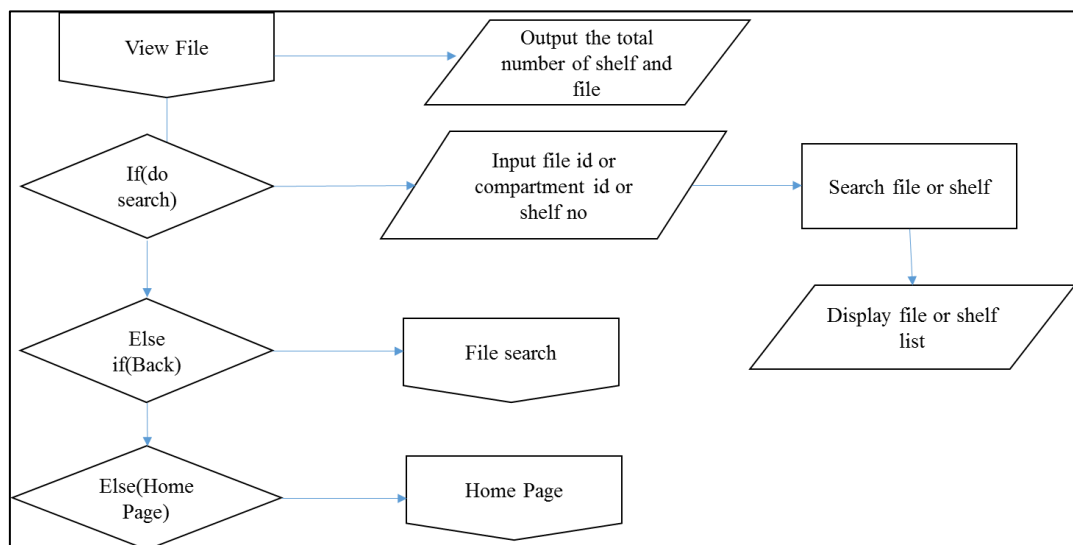 View File
Output the total
number of shelf and
file
If(do
search)
Input file id or
compartment id or
shelf no
Search file or shelf
Display file or shelf
list
Else
if(Back)
File search
Else(Home
Page)
Home Page